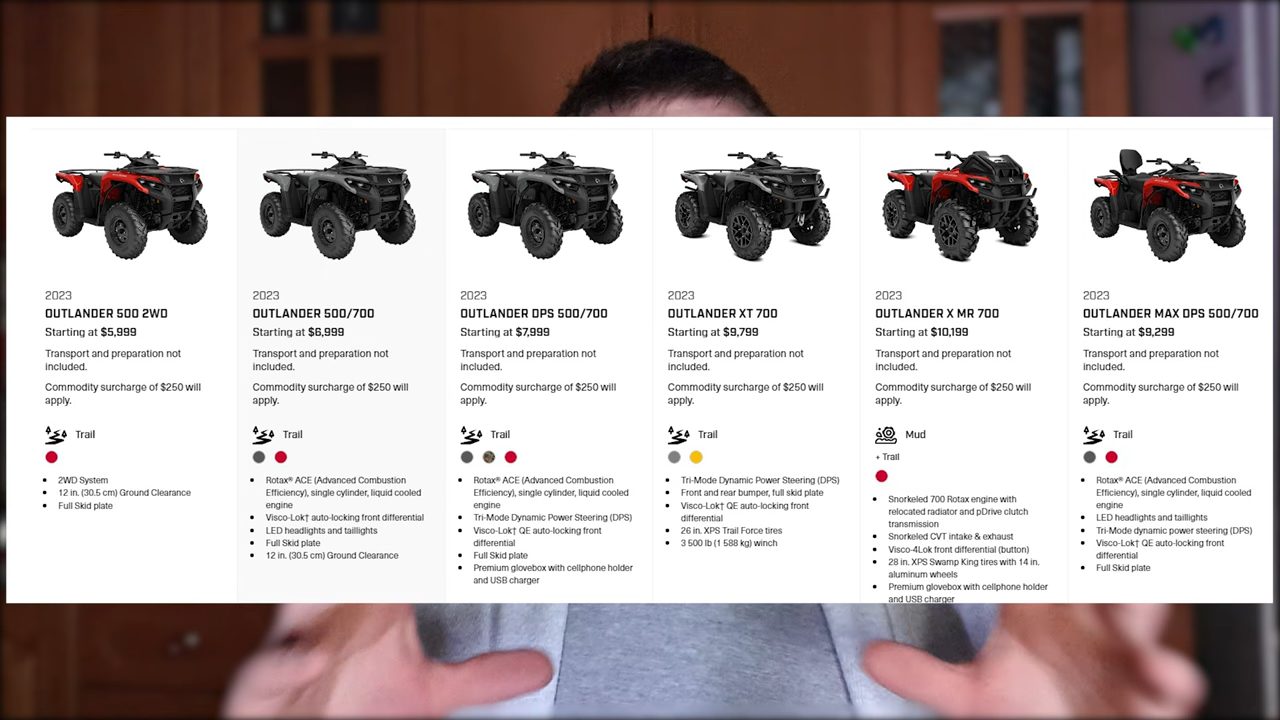 2023
OUTLANDER 500 2WD
Starting at $5,999
Transport and preparation not
included.
Commodity surcharge of $250 will
apply.
Trail
2WD System
12 in. (30.5 cm) Ground Clearance
Full Skid plate
2023
OUTLANDER 500/700
Starting at $6,999
Transport and preparation not
included.
Commodity surcharge of $250 will
apply.
Trail
Rotax® ACE (Advanced Combustion
Efficiency), single cylinder, liquid cooled
engine
Visco-Lok† auto-locking front differential
LED headlights and taillights
Full Skid plate
12 in. (30.5 cm) Ground Clearance
2023
OUTLANDER DPS 500/700
Starting at $7,999
Transport and preparation not
included.
Commodity surcharge of $250 will
apply.
Trail
Rotax® ACE (Advanced Combustion
Efficiency), single cylinder, liquid cooled
engine
Tri-Mode Dynamic Power Steering (DPS)
Visco-Lok† QE auto-locking front
differential
Full Skid plate
Premium glovebox with cellphone holder
and USB charger
2023
OUTLANDER XT 700
Starting at $9,799
Transport and preparation not
included.
Commodity surcharge of $250 will
apply.
Trail
Tri-Mode Dynamic Power Steering (DPS)
Front and rear bumper, full skid plate
Visco-Lok† QE auto-locking front
differential
26 in. XPS Trail Force tires
3 500 lb (1 588 kg) winch
2023
OUTLANDER X MR 700
Starting at $10,199
Transport and preparation not
included.
Commodity surcharge of $250 will
apply.
Mud
+ Trail
Snorkeled 700 Rotax engine with
relocated radiator and pDrive clutch
transmission
Snorkeled CVT intake & exhaust
Visco-4Lok front differential (button)
28 in. XPS Swamp King tires with 14 in.
aluminum wheels
Premium glovebox with cellphone holder
and USB charger
2023
OUTLANDER MAX DPS 500/700
Starting at $9,299
Transport and preparation not
included.
Commodity surcharge of $250 will
apply.
Trail
Rotax® ACE (Advanced Combustion
Efficiency), single cylinder, liquid cooled
engine
LED headlights and taillights
Tri-Mode dynamic power steering (DPS)
Visco-Lok† QE auto-locking front
differential
Full Skid plate